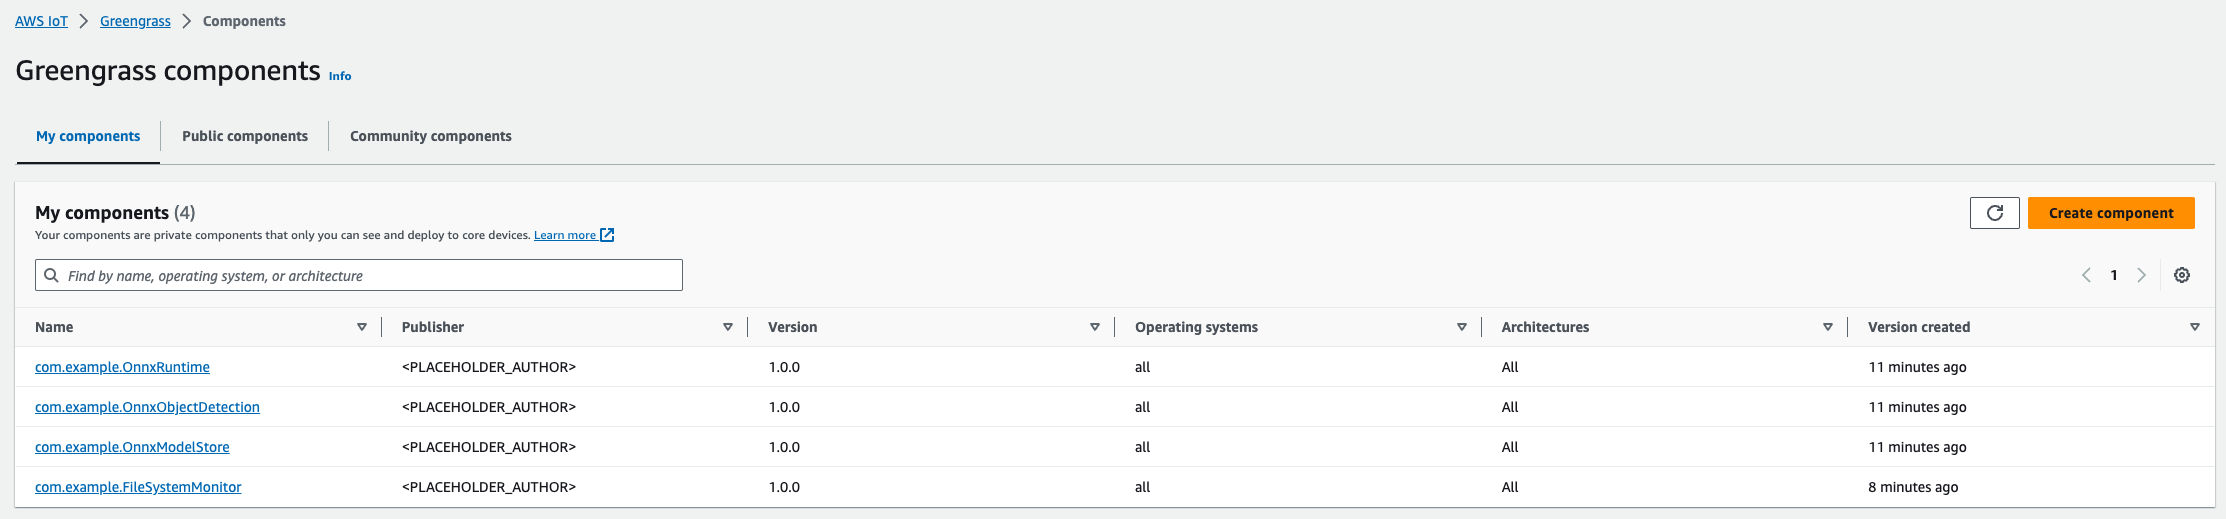 AWS IoT > Greengrass > Components
Greengrass components Info
My components Public components Community components
My components (4)
Create component
Your components are private components that only you can see and deploy to core devices. Learn more
Find by name, operating system, or architecture
1
Name Publisher Version Operating systems Architectures Version created
com.example.OnnxRuntime <PLACEHOLDER_AUTHOR> 1.0.0 all All 11 minutes ago
com.example.OnnxObjectDetection <PLACEHOLDER_AUTHOR> 1.0.0 all All 11 minutes ago
com.example.OnnxModelStore <PLACEHOLDER_AUTHOR> 1.0.0 all All 11 minutes ago
com.example.FileSystemMonitor <PLACEHOLDER_AUTHOR> 1.0.0 all All 8 minutes ago